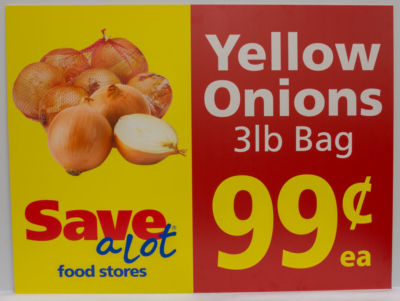 Yellow
Onions
3lb Bag
99¢
ea
Save
a lot
food stores